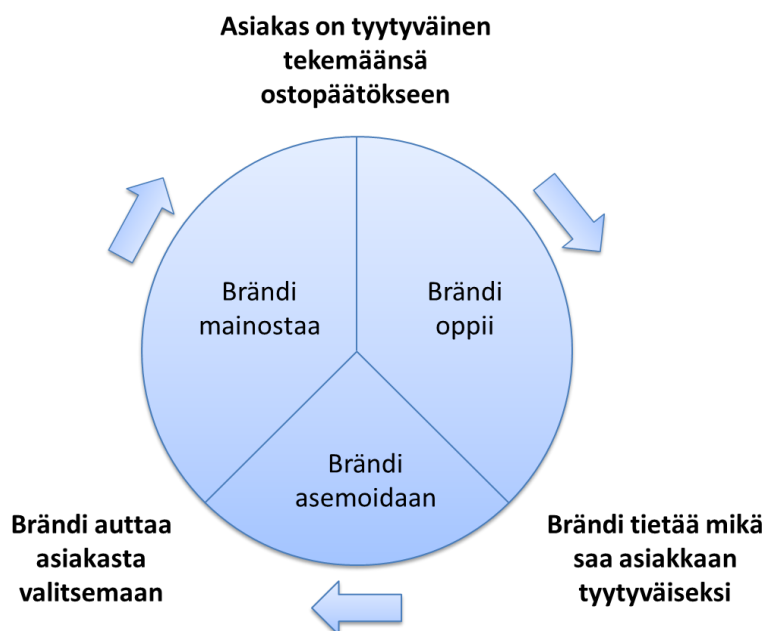 Asiakas on tyytyväinen
tekemäänsä
ostopäätökseen
Brändi
mainostaa
Brändi
oppii
Brändi
asemoidaan
Brändi auttaa
asiakasta
valitsemaan
Brändi tietää mikä
saa asiakkaan
tyytyväiseksi